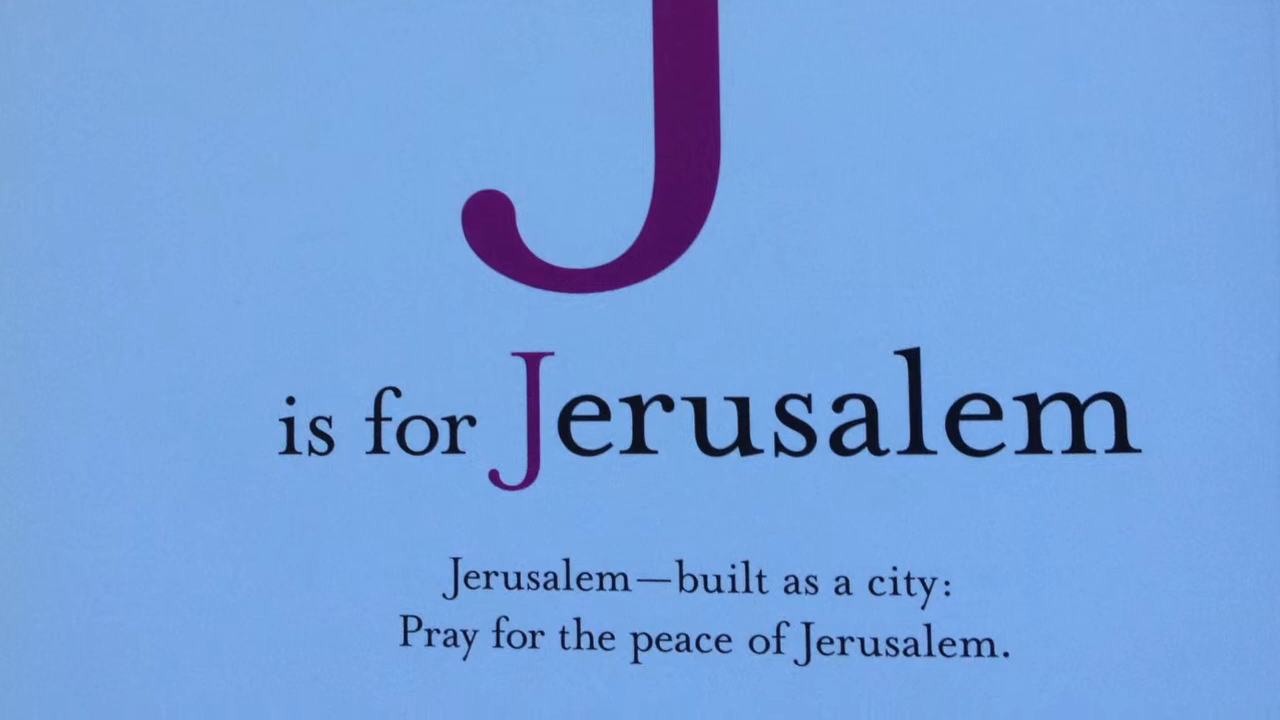 J
is for Jerusalem
Jerusalem—built as a city:
Pray for the peace of Jerusalem.